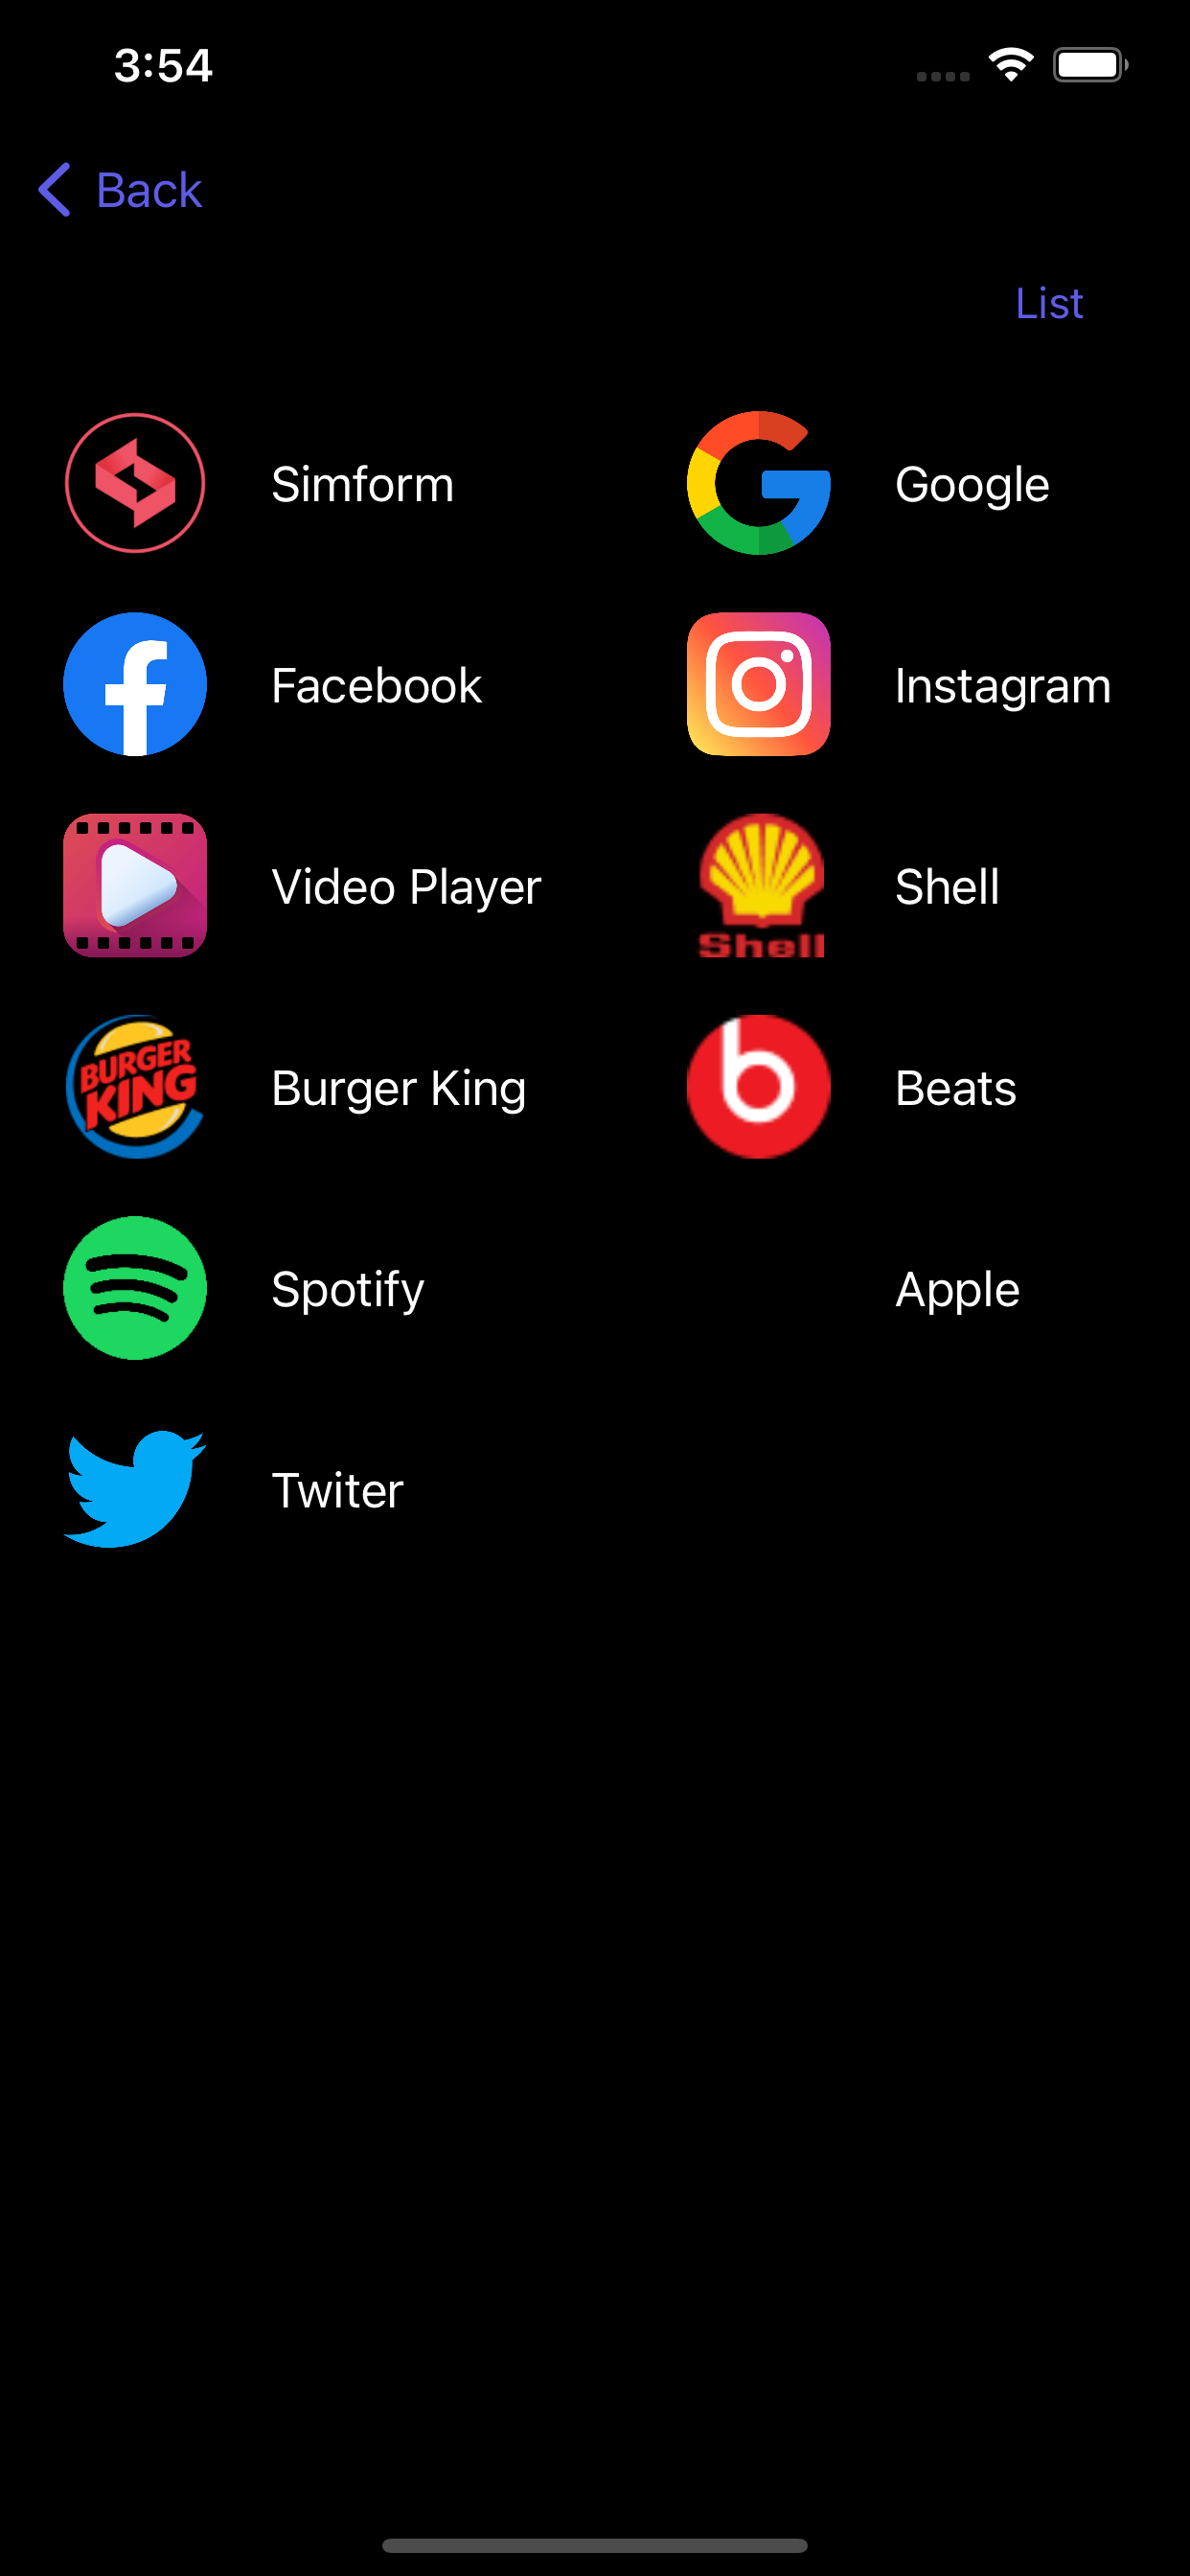 3:54
Back
List
Simform
Google
Facebook
Instagram
Video Player
Shell
Shell
BURGER
KING
Burger King
Beats
Spotify
Apple
Twiter